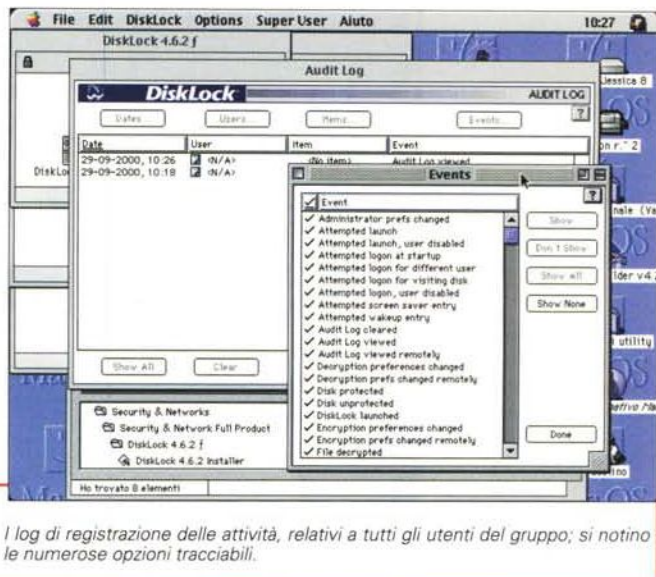 File Edit DiskLock Options Super User Aiuto 10:27
DiskLock 4.6.2 ƒ
Jessica 8
Audit Log
DiskLock AUDIT LOG
Dates... Users... Items... Events... ?
Date User Item Event
29-09-2000, 10:26 <N/A> <No item> Audit Log viewed
29-09-2000, 10:18 <N/A>
Events
?
Event
Administrator prefs changed
Attempted launch
Attempted launch, user disabled
Attempted logon at startup
Attempted logon for different user
Attempted logon for visiting disk
Attempted logon, user disabled
Attempted screen saver entry
Attempted wakeup entry
Audit Log cleared
Audit Log viewed
Audit Log viewed remotely
Decryption preferences changed
Decryption prefs changed remotely
Disk protected
Disk unprotected
DiskLock launched
Encryption preferences changed
Encryption prefs changed remotely
File decrypted
Show
Don't Show
Show All
Show None
Done
Show All Clear
Security & Networks
Security & Network Full Product
DiskLock 4.6.2 ƒ
DiskLock 4.6.2 Installer
Ho trovato 8 elementi
utility
I log di registrazione delle attività, relativi a tutti gli utenti del gruppo; si notino
le numerose opzioni tracciabili.